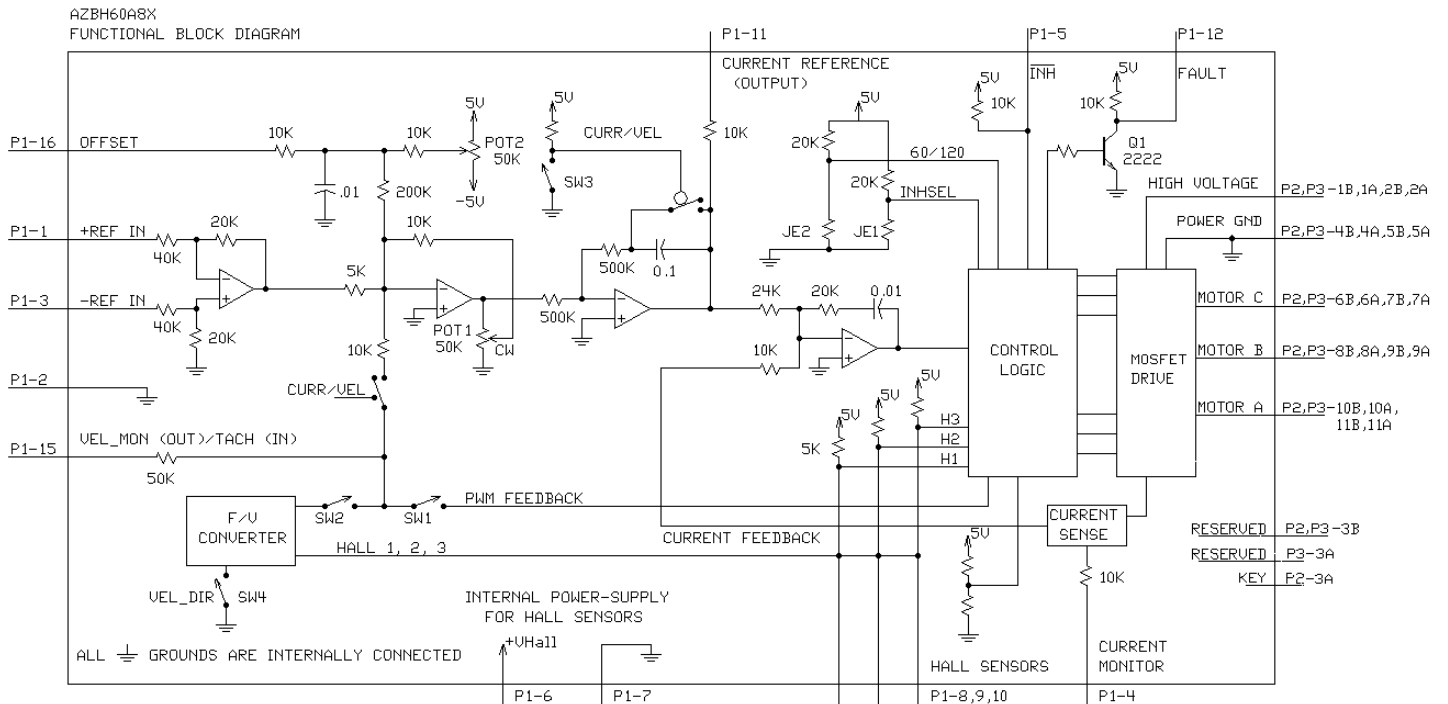 AZBH60A8X
FUNCTIONAL BLOCK DIAGRAM
P1-11
P1-5
P1-12
CURRENT REFERENCE
(OUTPUT)
INH
FAULT
5V
10K
5V
10K
Q1
2222
P1-16
OFFSET
10K
10K
5V
POT2
50K
-5V
.01
200K
5V
CURR/VEL
SW3
10K
5V
20K
60/120
20K
INHSEL
JE2
JE1
HIGH VOLTAGE
P2,P3-1B,1A,2B,2A
POWER GND
P2,P3-4B,4A,5B,5A
P1-1
+REF IN
40K
20K
10K
500K
0.1
P1-3
-REF IN
40K
20K
5K
POT1
50K
CW
500K
24K
20K
0.01
10K
CONTROL
LOGIC
MOSFET
DRIVE
MOTOR C
P2,P3-6B,6A,7B,7A
MOTOR B
P2,P3-8B,8A,9B,9A
MOTOR A
P2,P3-10B,10A,
11B,11A
P1-2
10K
CURR/VEL
P1-15
VEL_MON (OUT)/TACH (IN)
50K
5V
5V
5V
5K
H3
H2
H1
F/V
CONVERTER
SW2
SW1
PWM FEEDBACK
HALL 1, 2, 3
CURRENT FEEDBACK
CURRENT
SENSE
5V
10K
RESERVED
P2,P3-3B
RESERVED
P3-3A
KEY
P2-3A
VEL_DIR
SW4
INTERNAL POWER-SUPPLY
FOR HALL SENSORS
+VHall
ALL GROUNDS ARE INTERNALLY CONNECTED
HALL SENSORS
CURRENT
MONITOR
P1-6
P1-7
P1-8,9,10
P1-4